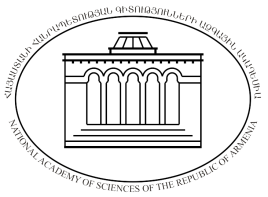 ՀԱՅԱՍՏԱՆԻ ՀԱՆՐԱՊԵՏՈՒԹՅԱՆ ԳԻՏՈՒԹՅՈՒՆՆԵՐԻ ԱԶԳԱՅԻՆ ԱԿԱԴԵՄԻԱ
NATIONAL ACADEMY OF SCIENCES OF THE REPUBLIC OF ARMENIA